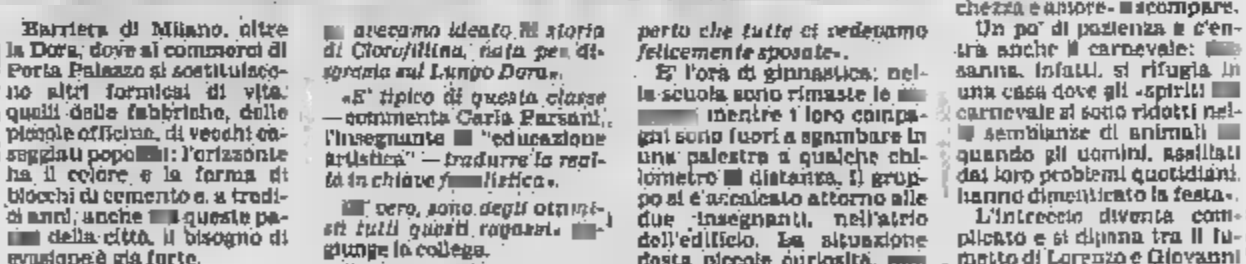 Barriera di Milano, oltre
la Dora, dove ai commerci di
Porta Palazzo si sostituisco-
no altri formicai di vita,
quelli delle fabbriche, delle
piccole officine, di vecchi ca-
seggiati l'orizzonte
ha il colore e la forma di
blocchi di cemento e, a tredi-
ci anni, anche queste pa-
della città, il bisogno di
evasione è già forte.
avevamo ideato storia
di Clorofillina, nata per di-
sgrazia sul Lungo Dora».
«E' tipico di questa classe
— commenta Carla Parsani,
l'insegnante "educazione
artistica" — tradurre la real-
tà in chiave
vero, sono degli ottimi-
sti tutti questi ragazzi»
giunge la collega.
perto che tutte ci vedevamo
felicemente sposate».
E' l'ora di ginnastica; nel-
la scuola sono rimaste le
mentre i loro compa-
gni sono fuori a sgambare in
una palestra a qualche chi-
lometro distanza. Il grup-
po si è accalcato attorno alle
due insegnanti, nell'atrio
dell'edificio. La situazione
desta piccole curiosità,
chezza e amore- scompare.
Un po' di pazienza e c'en-
tra anche il carnevale:
sanna, infatti, si rifugia in
una casa dove gli «spiriti
carnevale si sono ridotti nel-
sembianze di animali
quando gli uomini, assillati
dai loro problemi quotidiani,
hanno dimenticato la festa».
L'intreccio diventa com-
plicato e si dipana tra il fu-
metto di Lorenzo e Giovanni